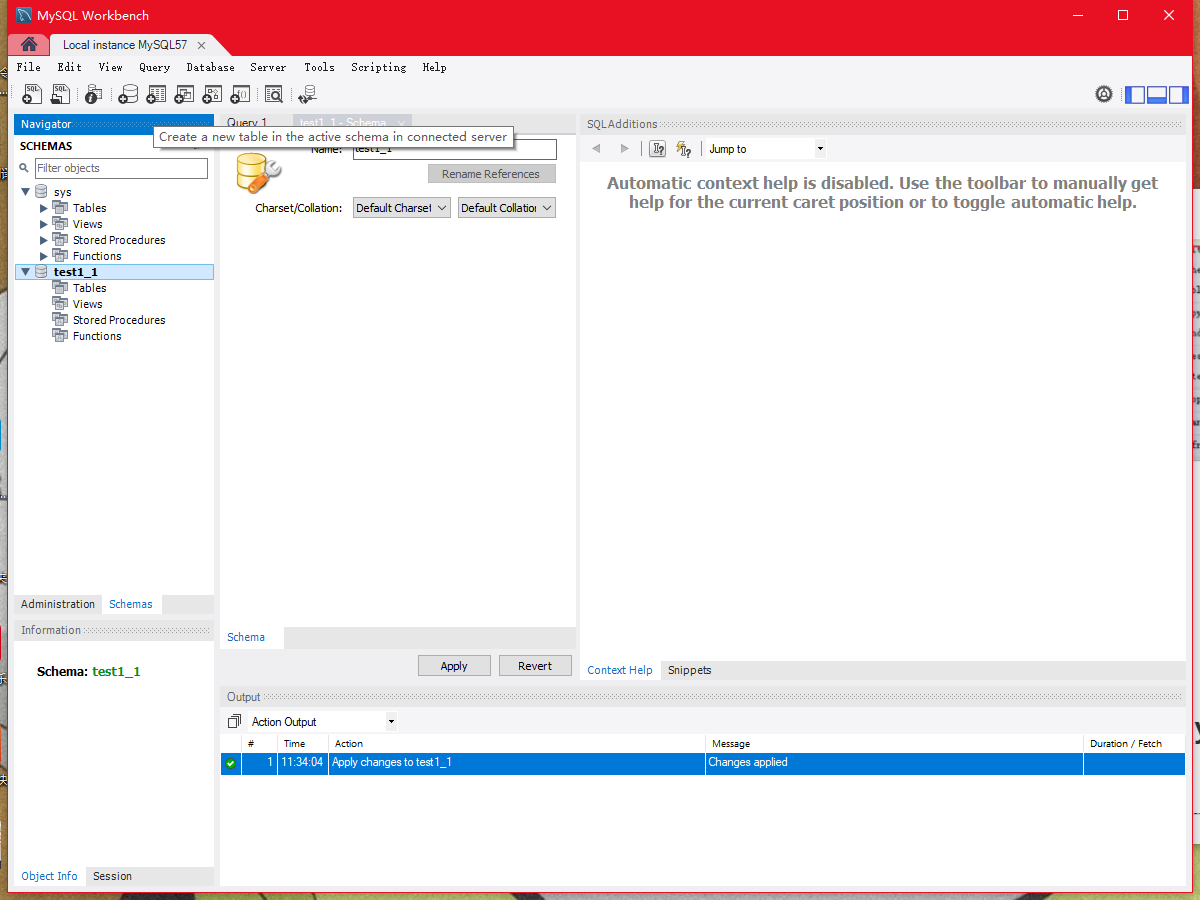 MySQL Workbench
Local instance MySQL57
File Edit View Query Database Server Tools Scripting Help
Navigator
Query 1
test1_1 - Schema
SQLAdditions
Create a new table in the active schema in connected server
SCHEMAS
Name:
test1_1
Jump to
Filter objects
Rename References
Automatic context help is disabled. Use the toolbar to manually get
help for the current caret position or to toggle automatic help.
sys
Tables
Views
Stored Procedures
Functions
Charset/Collation:
Default Charset
Default Collation
test1_1
Tables
Views
Stored Procedures
Functions
Administration
Schemas
Information
Schema
Schema: test1_1
Apply
Revert
Context Help
Snippets
Output
Action Output
# Time Action Message Duration / Fetch
1 11:34:04 Apply changes to test1_1 Changes applied
Object Info
Session